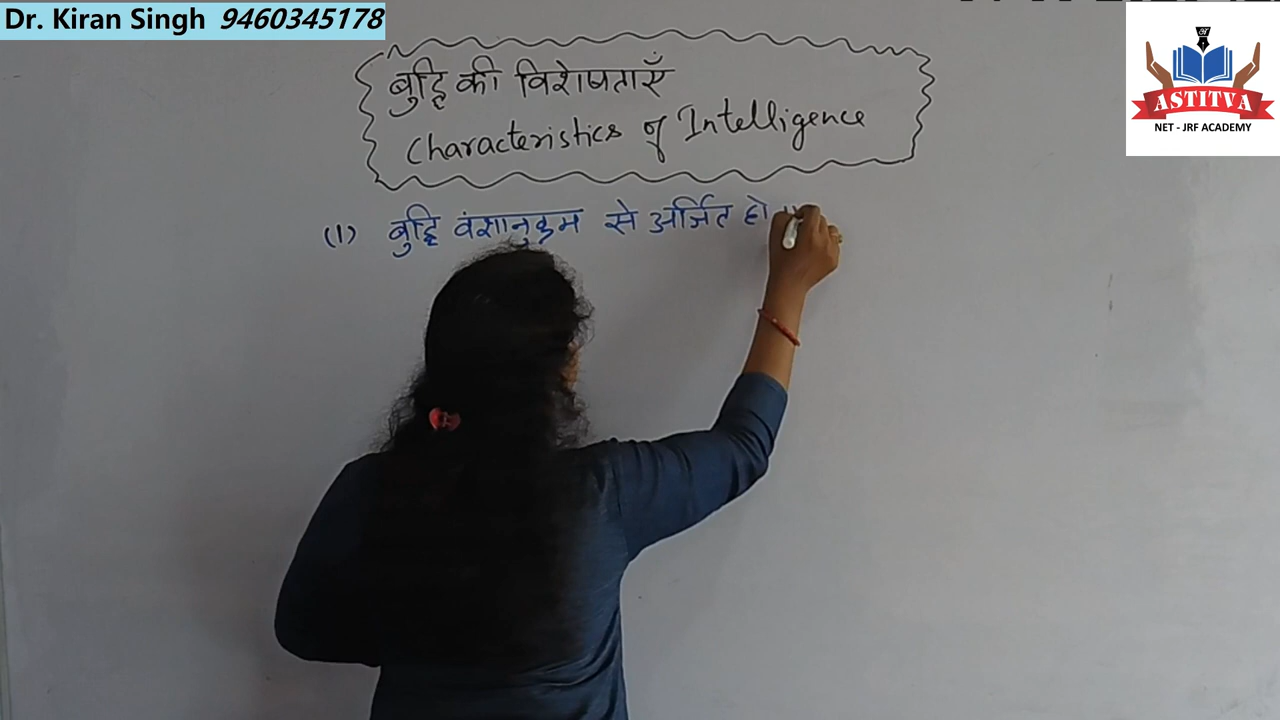 Dr. Kiran Singh 9460345178
बुद्धि की विशेषताएँ
Characteristics of Intelligence
(1) बुद्धि वंशानुक्रम से अर्जित हो
ASTITVA
NET - JRF ACADEMY